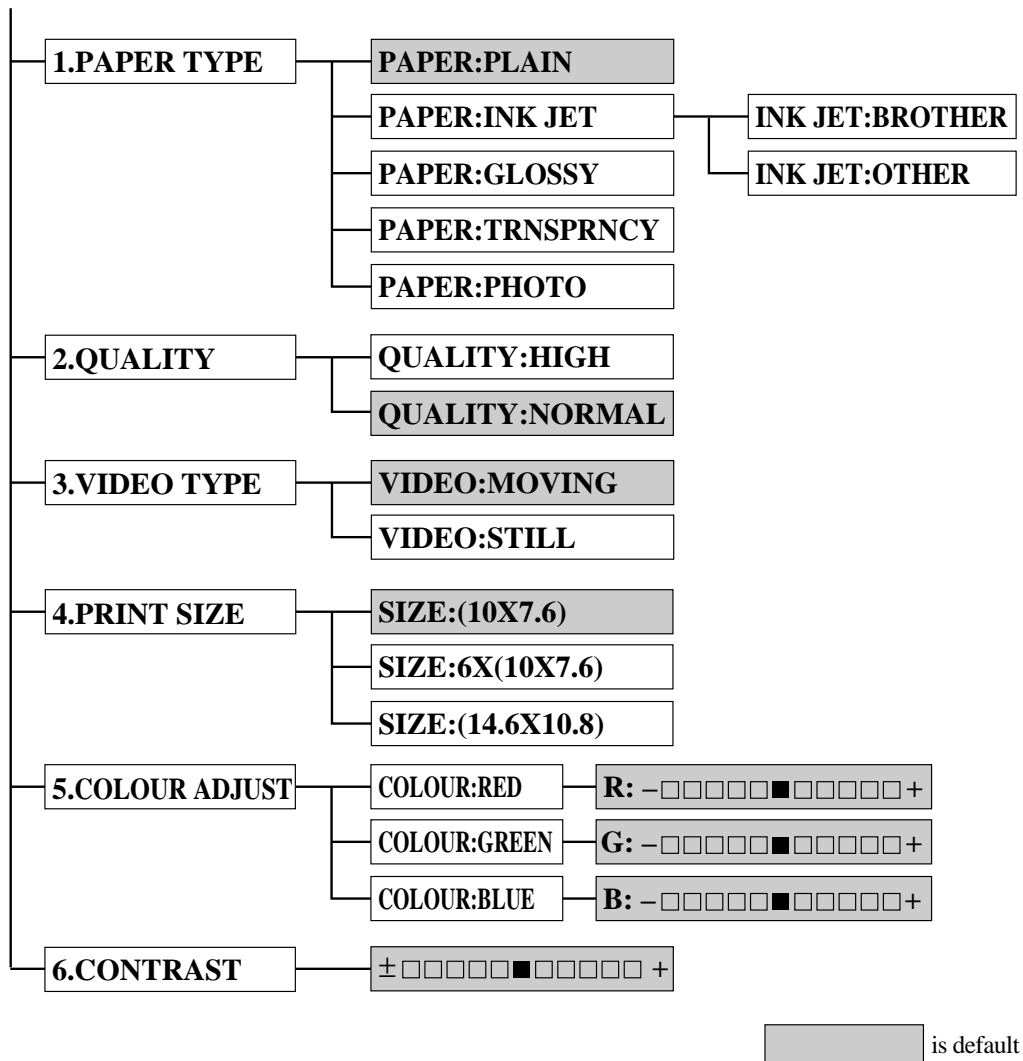 1.PAPER TYPE
PAPER:PLAIN
PAPER:INK JET
INK JET:BROTHER
INK JET:OTHER
PAPER:GLOSSY
PAPER:TRNSPRNCY
PAPER:PHOTO
2.QUALITY
QUALITY:HIGH
QUALITY:NORMAL
3.VIDEO TYPE
VIDEO:MOVING
VIDEO:STILL
4.PRINT SIZE
SIZE:(10X7.6)
SIZE:6X(10X7.6)
SIZE:(14.6X10.8)
5.COLOUR ADJUST
COLOUR:RED
R: −□□□□□■□□□□□+
COLOUR:GREEN
G: −□□□□□■□□□□□+
COLOUR:BLUE
B: −□□□□□■□□□□□+
6.CONTRAST
±□□□□□■□□□□□ +
is default